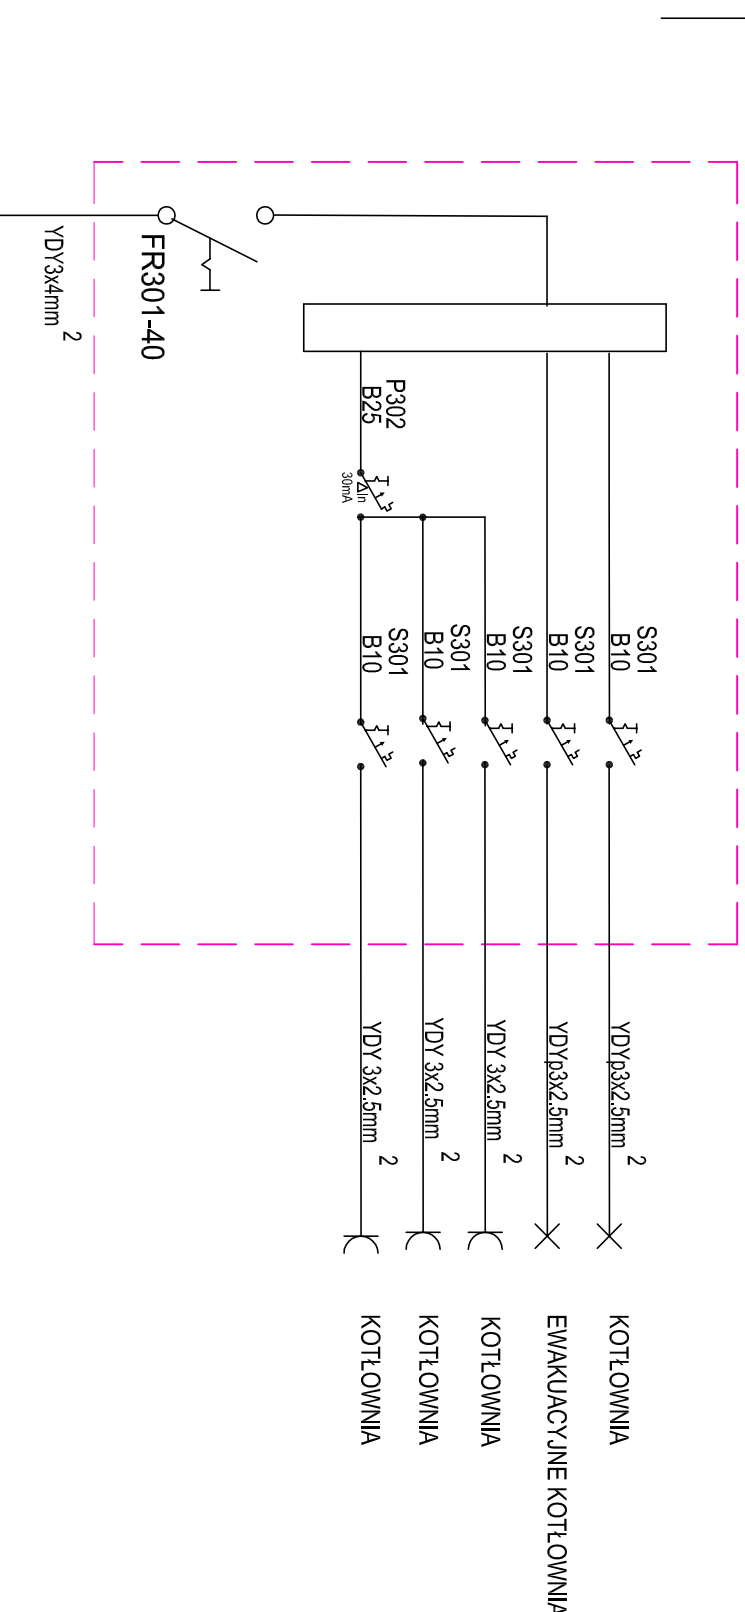 YDY3x4mm 2
FR301-40
P302
B25
ΔIn
30mA
S301
B10
S301
B10
S301
B10
S301
B10
S301
B10
YDY 3x2.5mm 2
YDY 3x2.5mm 2
YDY 3x2.5mm 2
YDYp3x2.5mm 2
YDYp3x2.5mm 2
KOTŁOWNIA
KOTŁOWNIA
KOTŁOWNIA
EWAKUACYJNE KOTŁOWNIA
KOTŁOWNIA